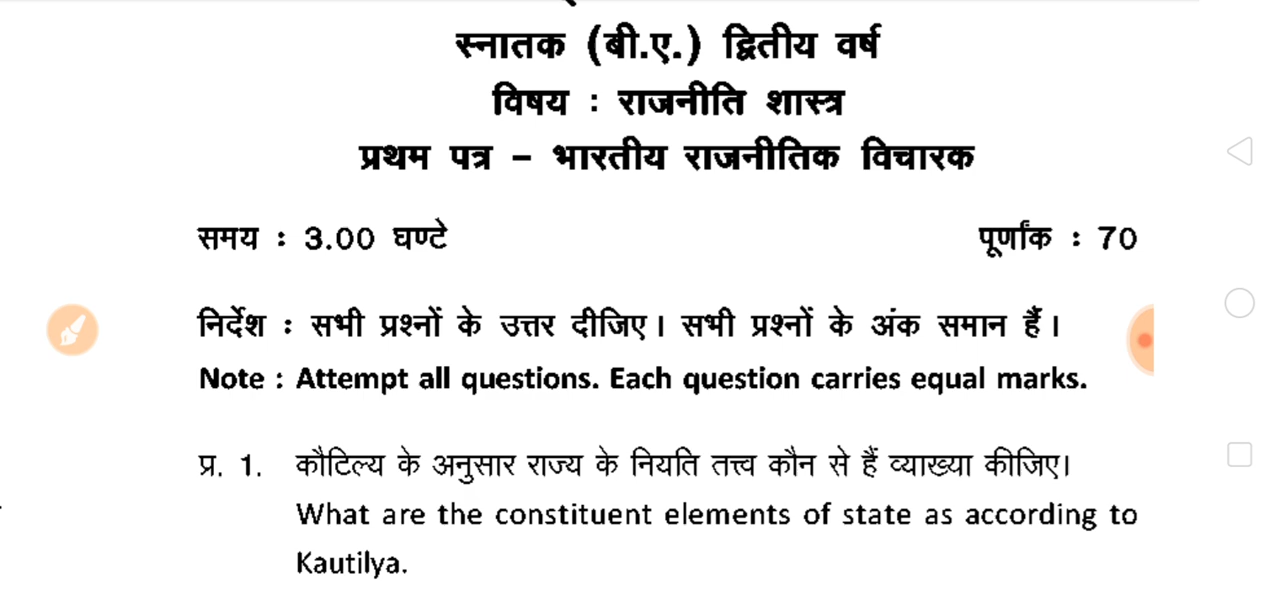 स्नातक (बी.ए.) द्वितीय वर्ष
विषय : राजनीति शास्त्र
प्रथम पत्र – भारतीय राजनीतिक विचारक
समय : 3.00 घण्टे पूर्णांक : 70
निर्देश : सभी प्रश्नों के उत्तर दीजिए। सभी प्रश्नों के अंक समान हैं।
Note : Attempt all questions. Each question carries equal marks.
प्र. 1. कौटिल्य के अनुसार राज्य के नियति तत्त्व कौन से हैं व्याख्या कीजिए।
What are the constituent elements of state as according to
Kautilya.